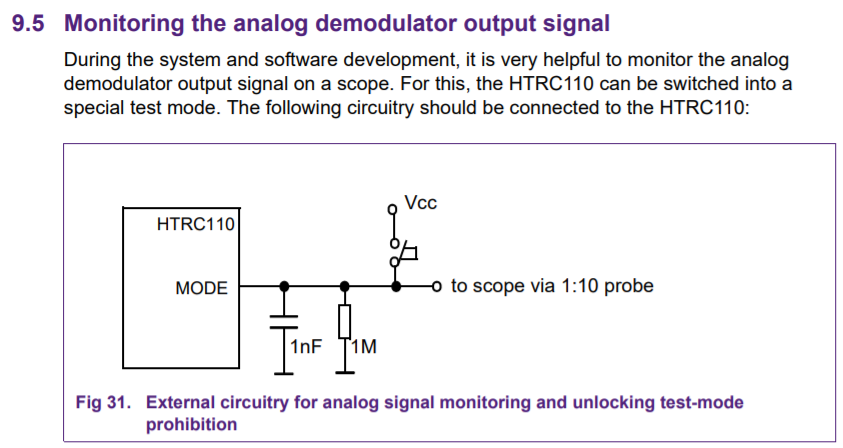 9.5 Monitoring the analog demodulator output signal
During the system and software development, it is very helpful to monitor the analog
demodulator output signal on a scope. For this, the HTRC110 can be switched into a
special test mode. The following circuitry should be connected to the HTRC110:
Vcc
HTRC110
MODE
to scope via 1:10 probe
1nF
1M
Fig 31. External circuitry for analog signal monitoring and unlocking test-mode
prohibition